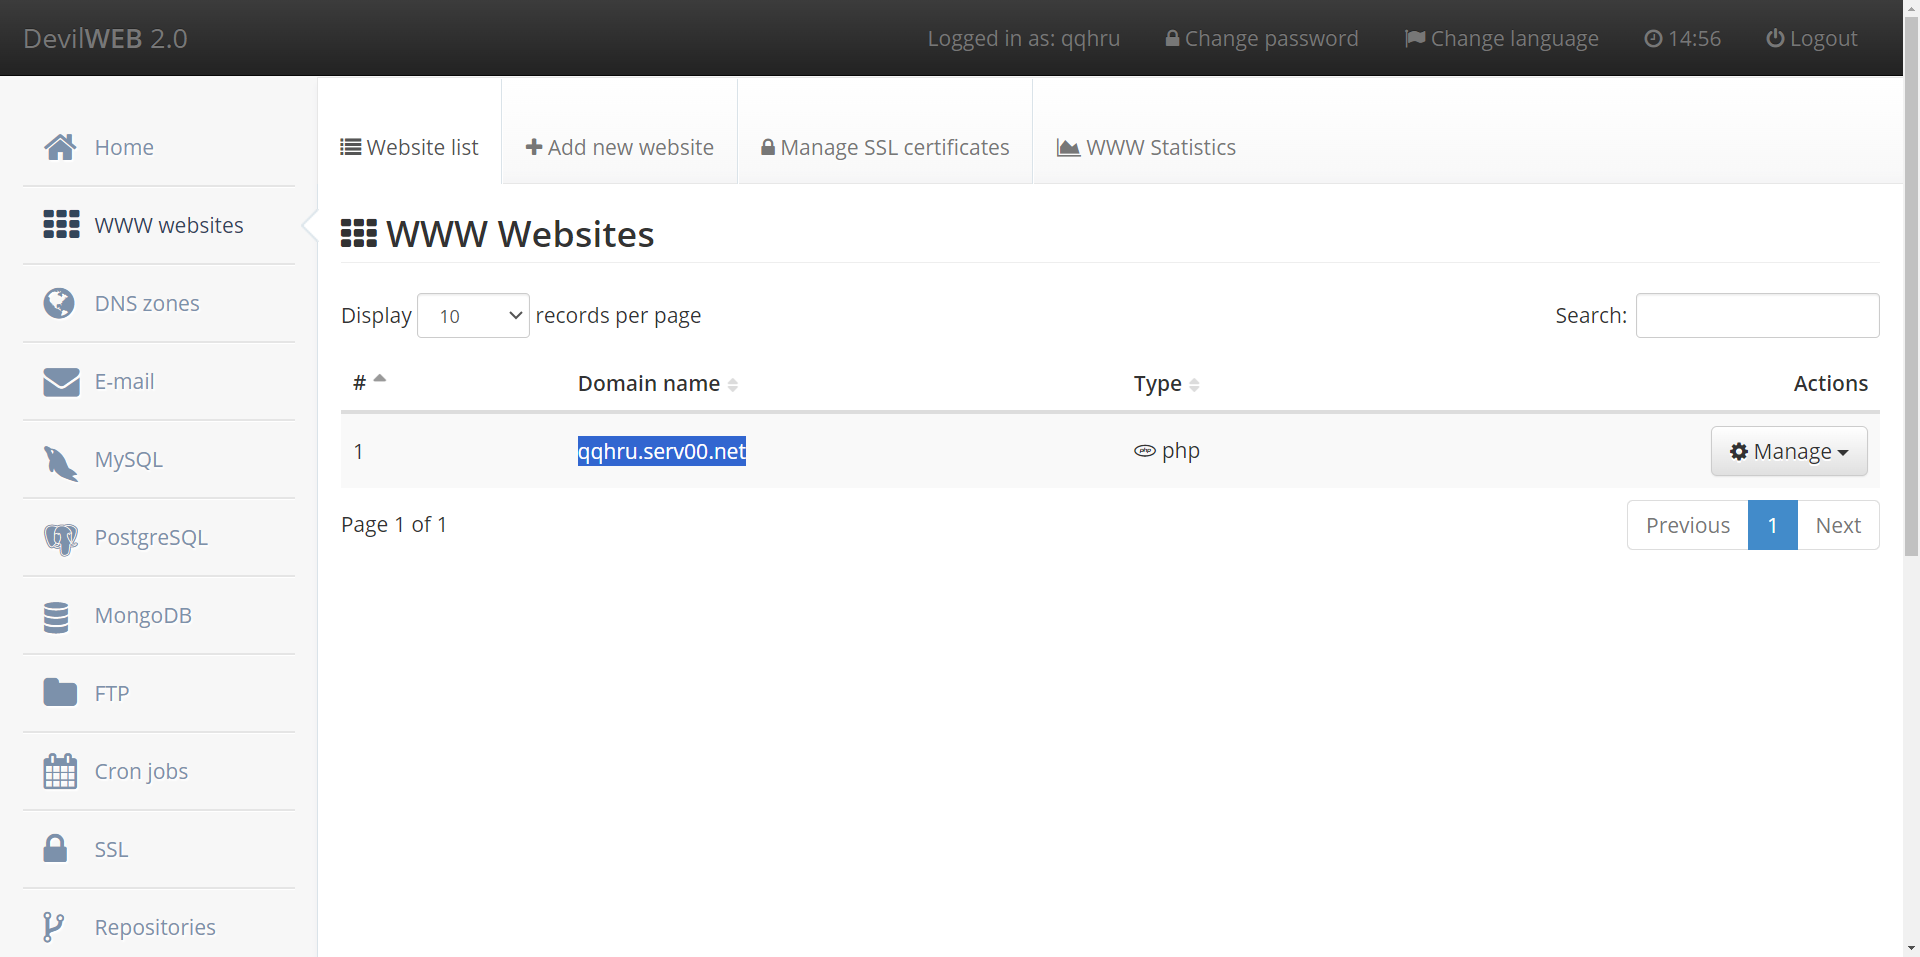 DevilWEB 2.0
Logged in as: qqhru
Change password
Change language
14:56
Logout
Home
WWW websites
DNS zones
E-mail
MySQL
PostgreSQL
MongoDB
FTP
Cron jobs
SSL
Repositories
Website list
Add new website
Manage SSL certificates
WWW Statistics
WWW Websites
Display 10 records per page
Search:
# Domain name Type Actions
1 qqhru.serv00.net php php Manage
Page 1 of 1
Previous 1 Next